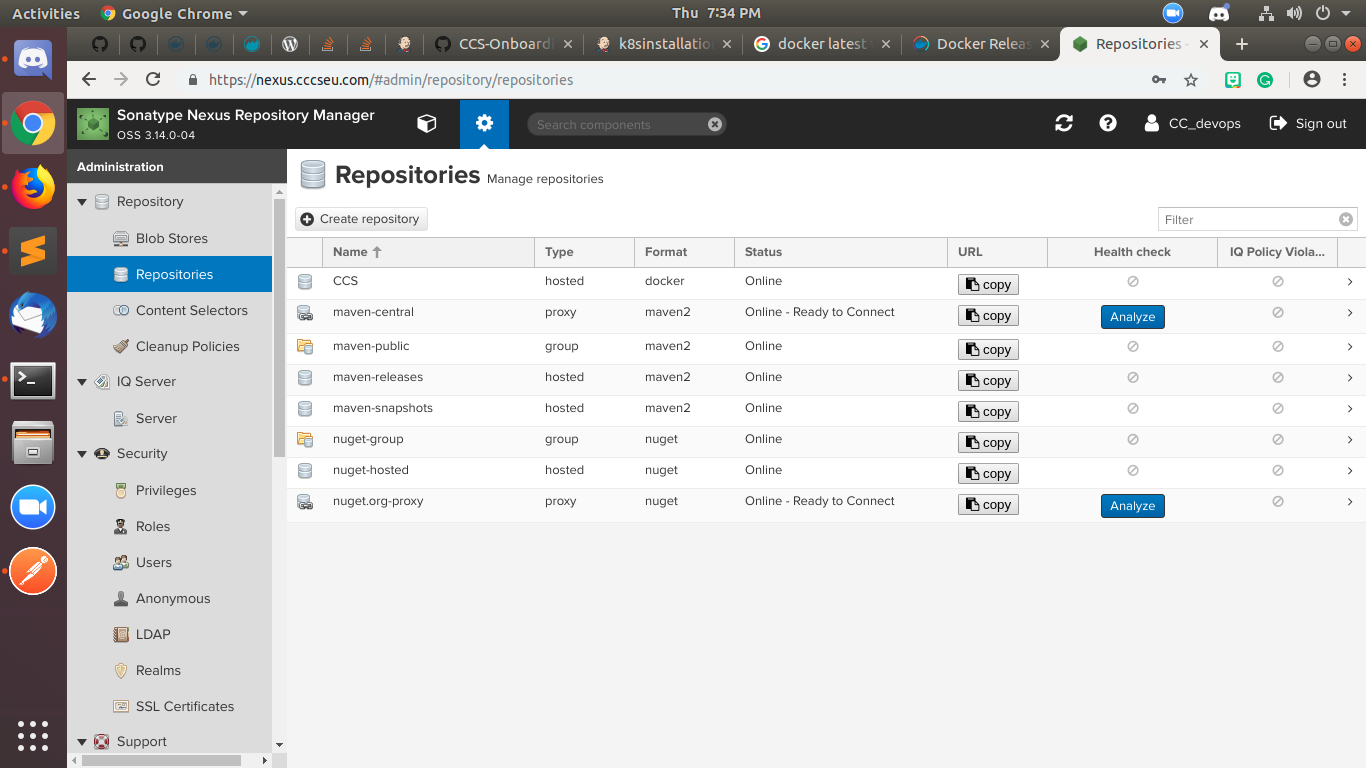 Activities
Google Chrome
Thu 7:34 PM
CCS-Onboard
k8sinstallatio
docker latest
Docker Releas
Repositories
https://nexus.cccseu.com/#admin/repository/repositories
Sonatype Nexus Repository Manager
OSS 3.14.0-04
Search components
CC_devops
Sign out
Administration
Repository
Blob Stores
Repositories
Content Selectors
Cleanup Policies
IQ Server
Server
Security
Privileges
Roles
Users
Anonymous
LDAP
Realms
SSL Certificates
Support
Repositories Manage repositories
Create repository
Filter
Name Type Format Status URL Health check IQ Policy Viola...
CCS hosted docker Online copy
maven-central proxy maven2 Online - Ready to Connect copy Analyze
maven-public group maven2 Online copy
maven-releases hosted maven2 Online copy
maven-snapshots hosted maven2 Online copy
nuget-group group nuget Online copy
nuget-hosted hosted nuget Online copy
nuget.org-proxy proxy nuget Online - Ready to Connect copy Analyze